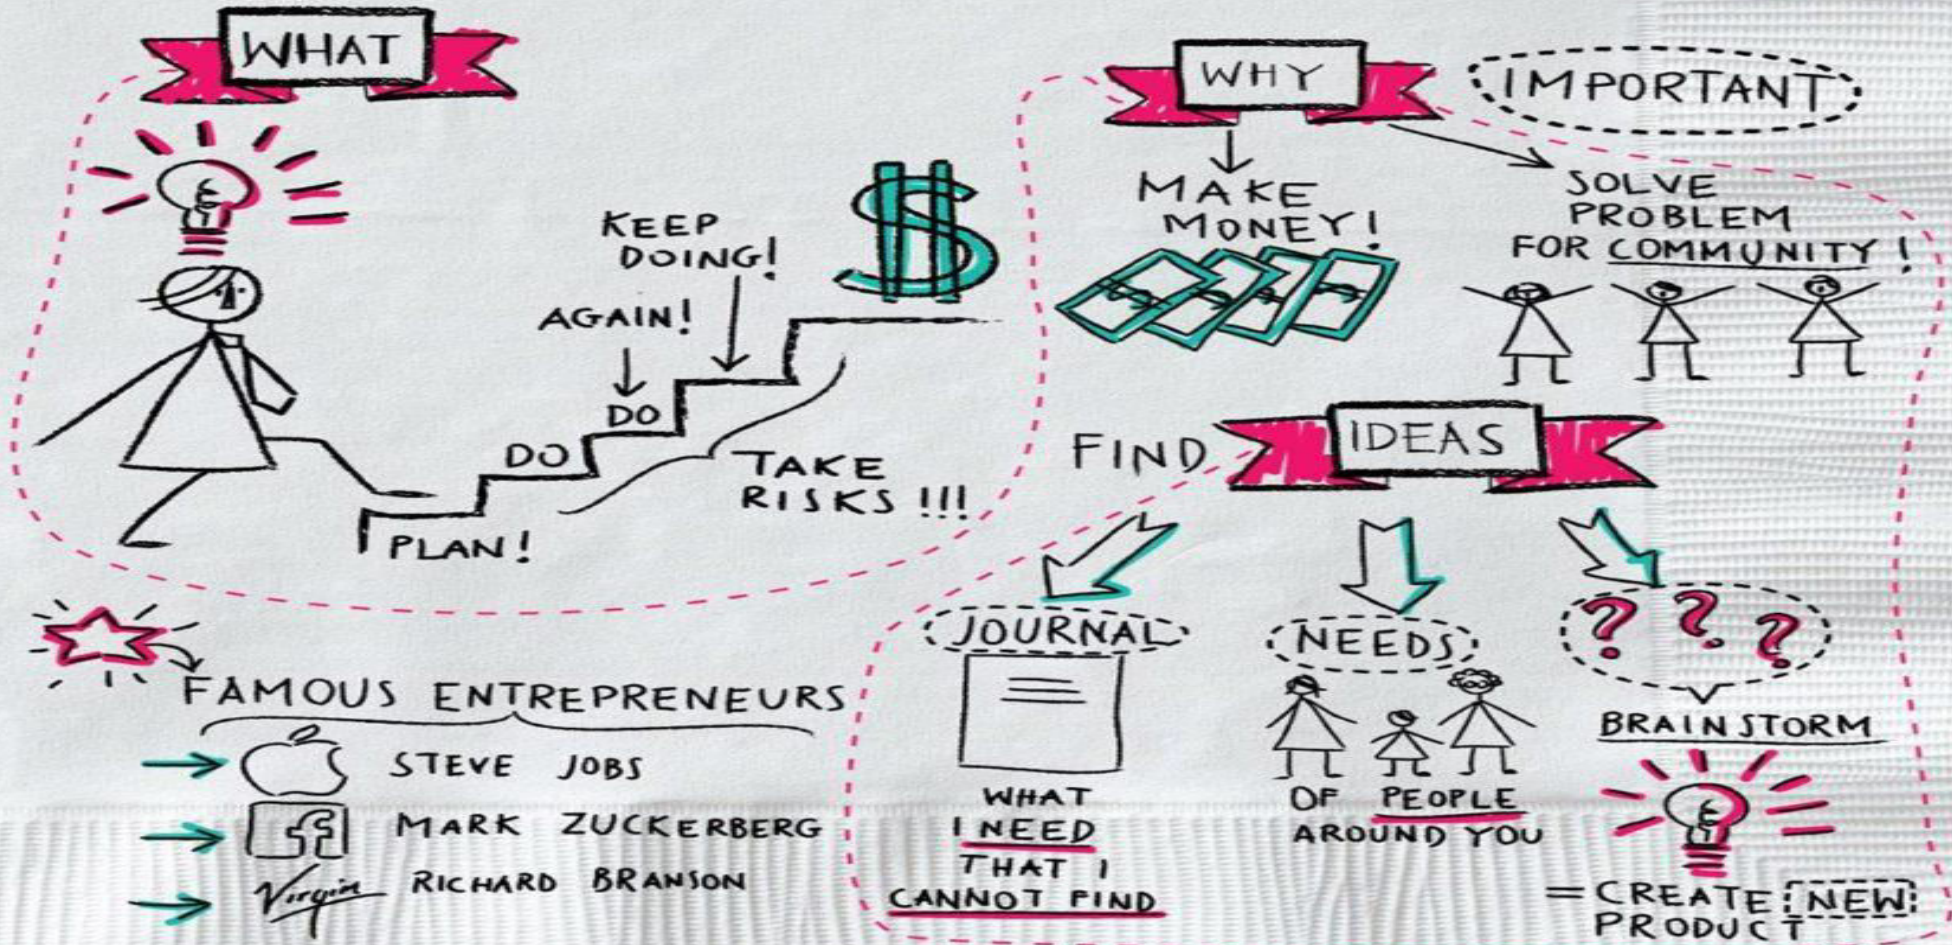 WHAT
KEEP
DOING!
AGAIN!
DO
DO
PLAN!
TAKE
RISKS !!!
$
WHY
IMPORTANT
MAKE
MONEY!
SOLVE
PROBLEM
FOR COMMUNITY !
FIND IDEAS
JOURNAL
WHAT
I NEED
THAT I
CANNOT FIND
NEEDS
OF PEOPLE
AROUND YOU
? ? ?
BRAINSTORM
= CREATE NEW
PRODUCT
FAMOUS ENTREPRENEURS
STEVE JOBS
f MARK ZUCKERBERG
Virgin RICHARD BRANSON